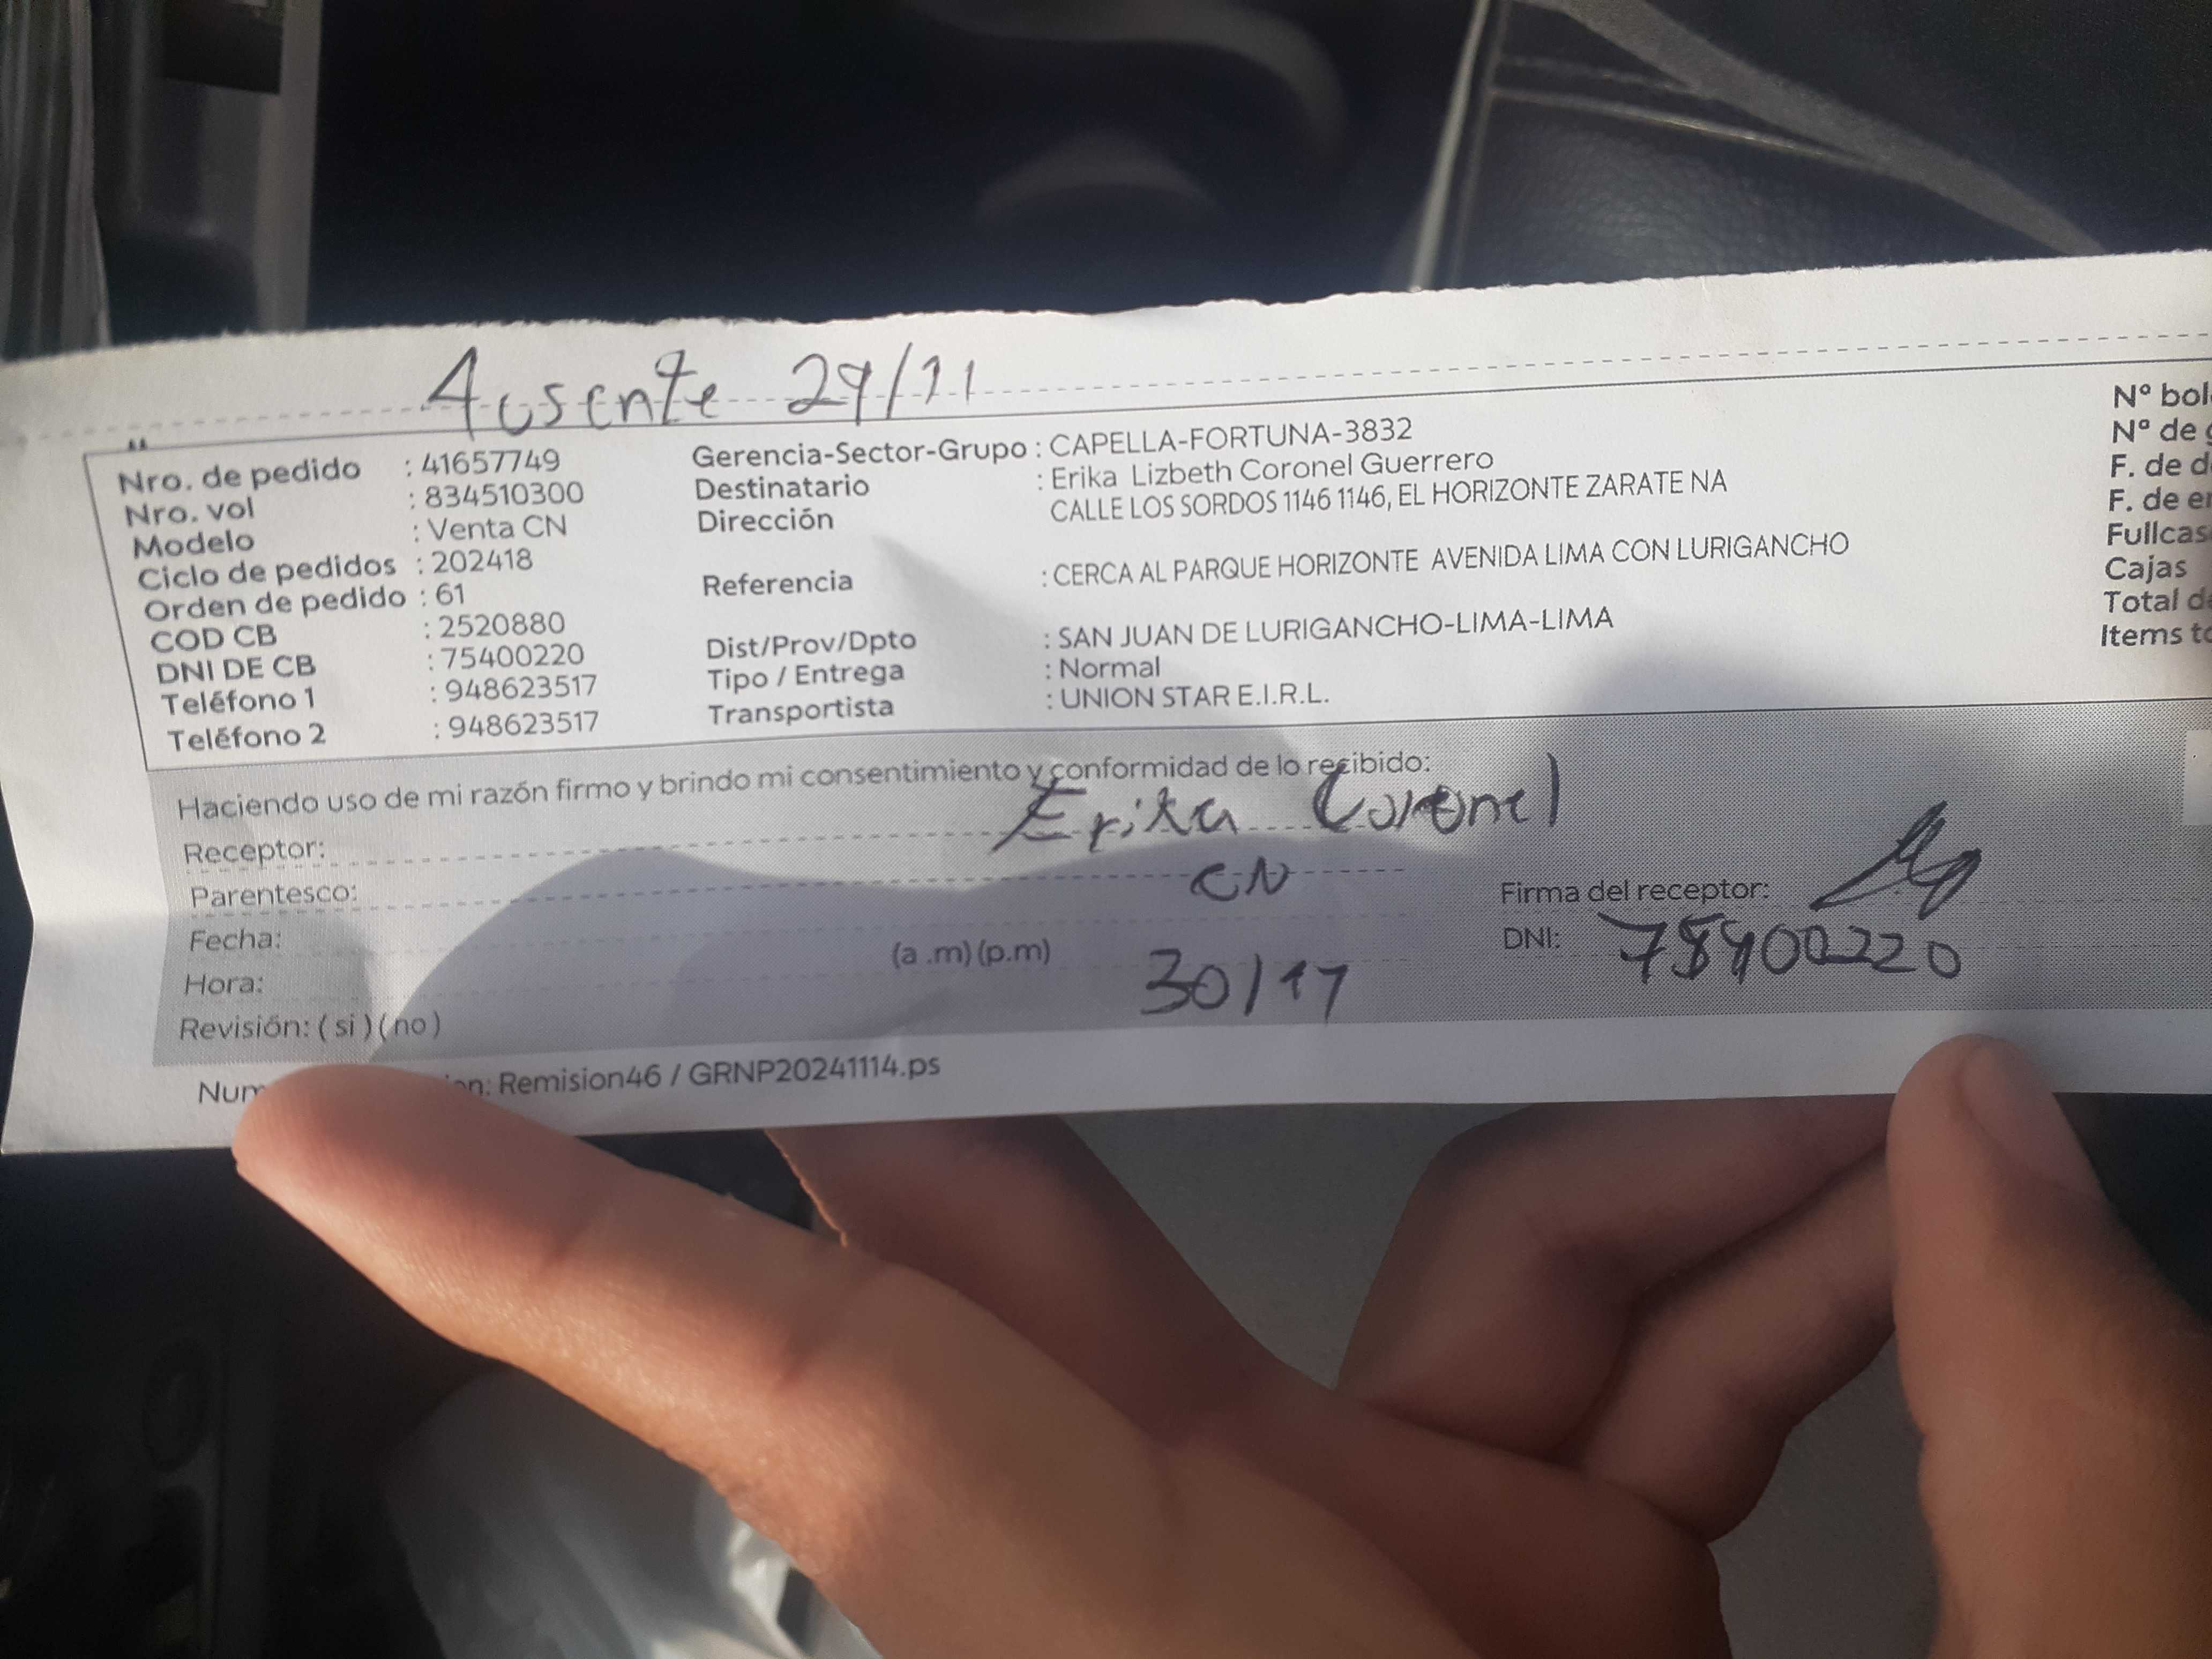 Ausente 29/11
Nro. de pedido : 41657749
Nro. vol : 834510300
Modelo : Venta CN
Ciclo de pedidos : 202418
Orden de pedido : 61
COD CB : 2520880
DNI DE CB : 75400220
Teléfono 1 : 948623517
Teléfono 2 : 948623517
Gerencia-Sector-Grupo : CAPELLA-FORTUNA-3832
Destinatario : Erika Lizbeth Coronel Guerrero
Dirección CALLE LOS SORDOS 1146 1146, EL HORIZONTE ZARATE NA
Referencia : CERCA AL PARQUE HORIZONTE AVENIDA LIMA CON LURIGANCHO
Dist/Prov/Dpto : SAN JUAN DE LURIGANCHO-LIMA-LIMA
Tipo / Entrega : Normal
Transportista : UNION STAR E.I.R.L.
Nº bol
Nº de
F. de d
F. de
Fullcas
Cajas
Total d
Items to
Haciendo uso de mi razón firmo y brindo mi consentimiento y conformidad de lo recibido:
Receptor: Erika Coronel
Parentesco: CN
Fecha:
Hora: (a .m) (p.m) 30/11
Revisión: ( si ) ( no )
Firma del receptor:
DNI: 75400220
Num on: Remision46 / GRNP20241114.ps